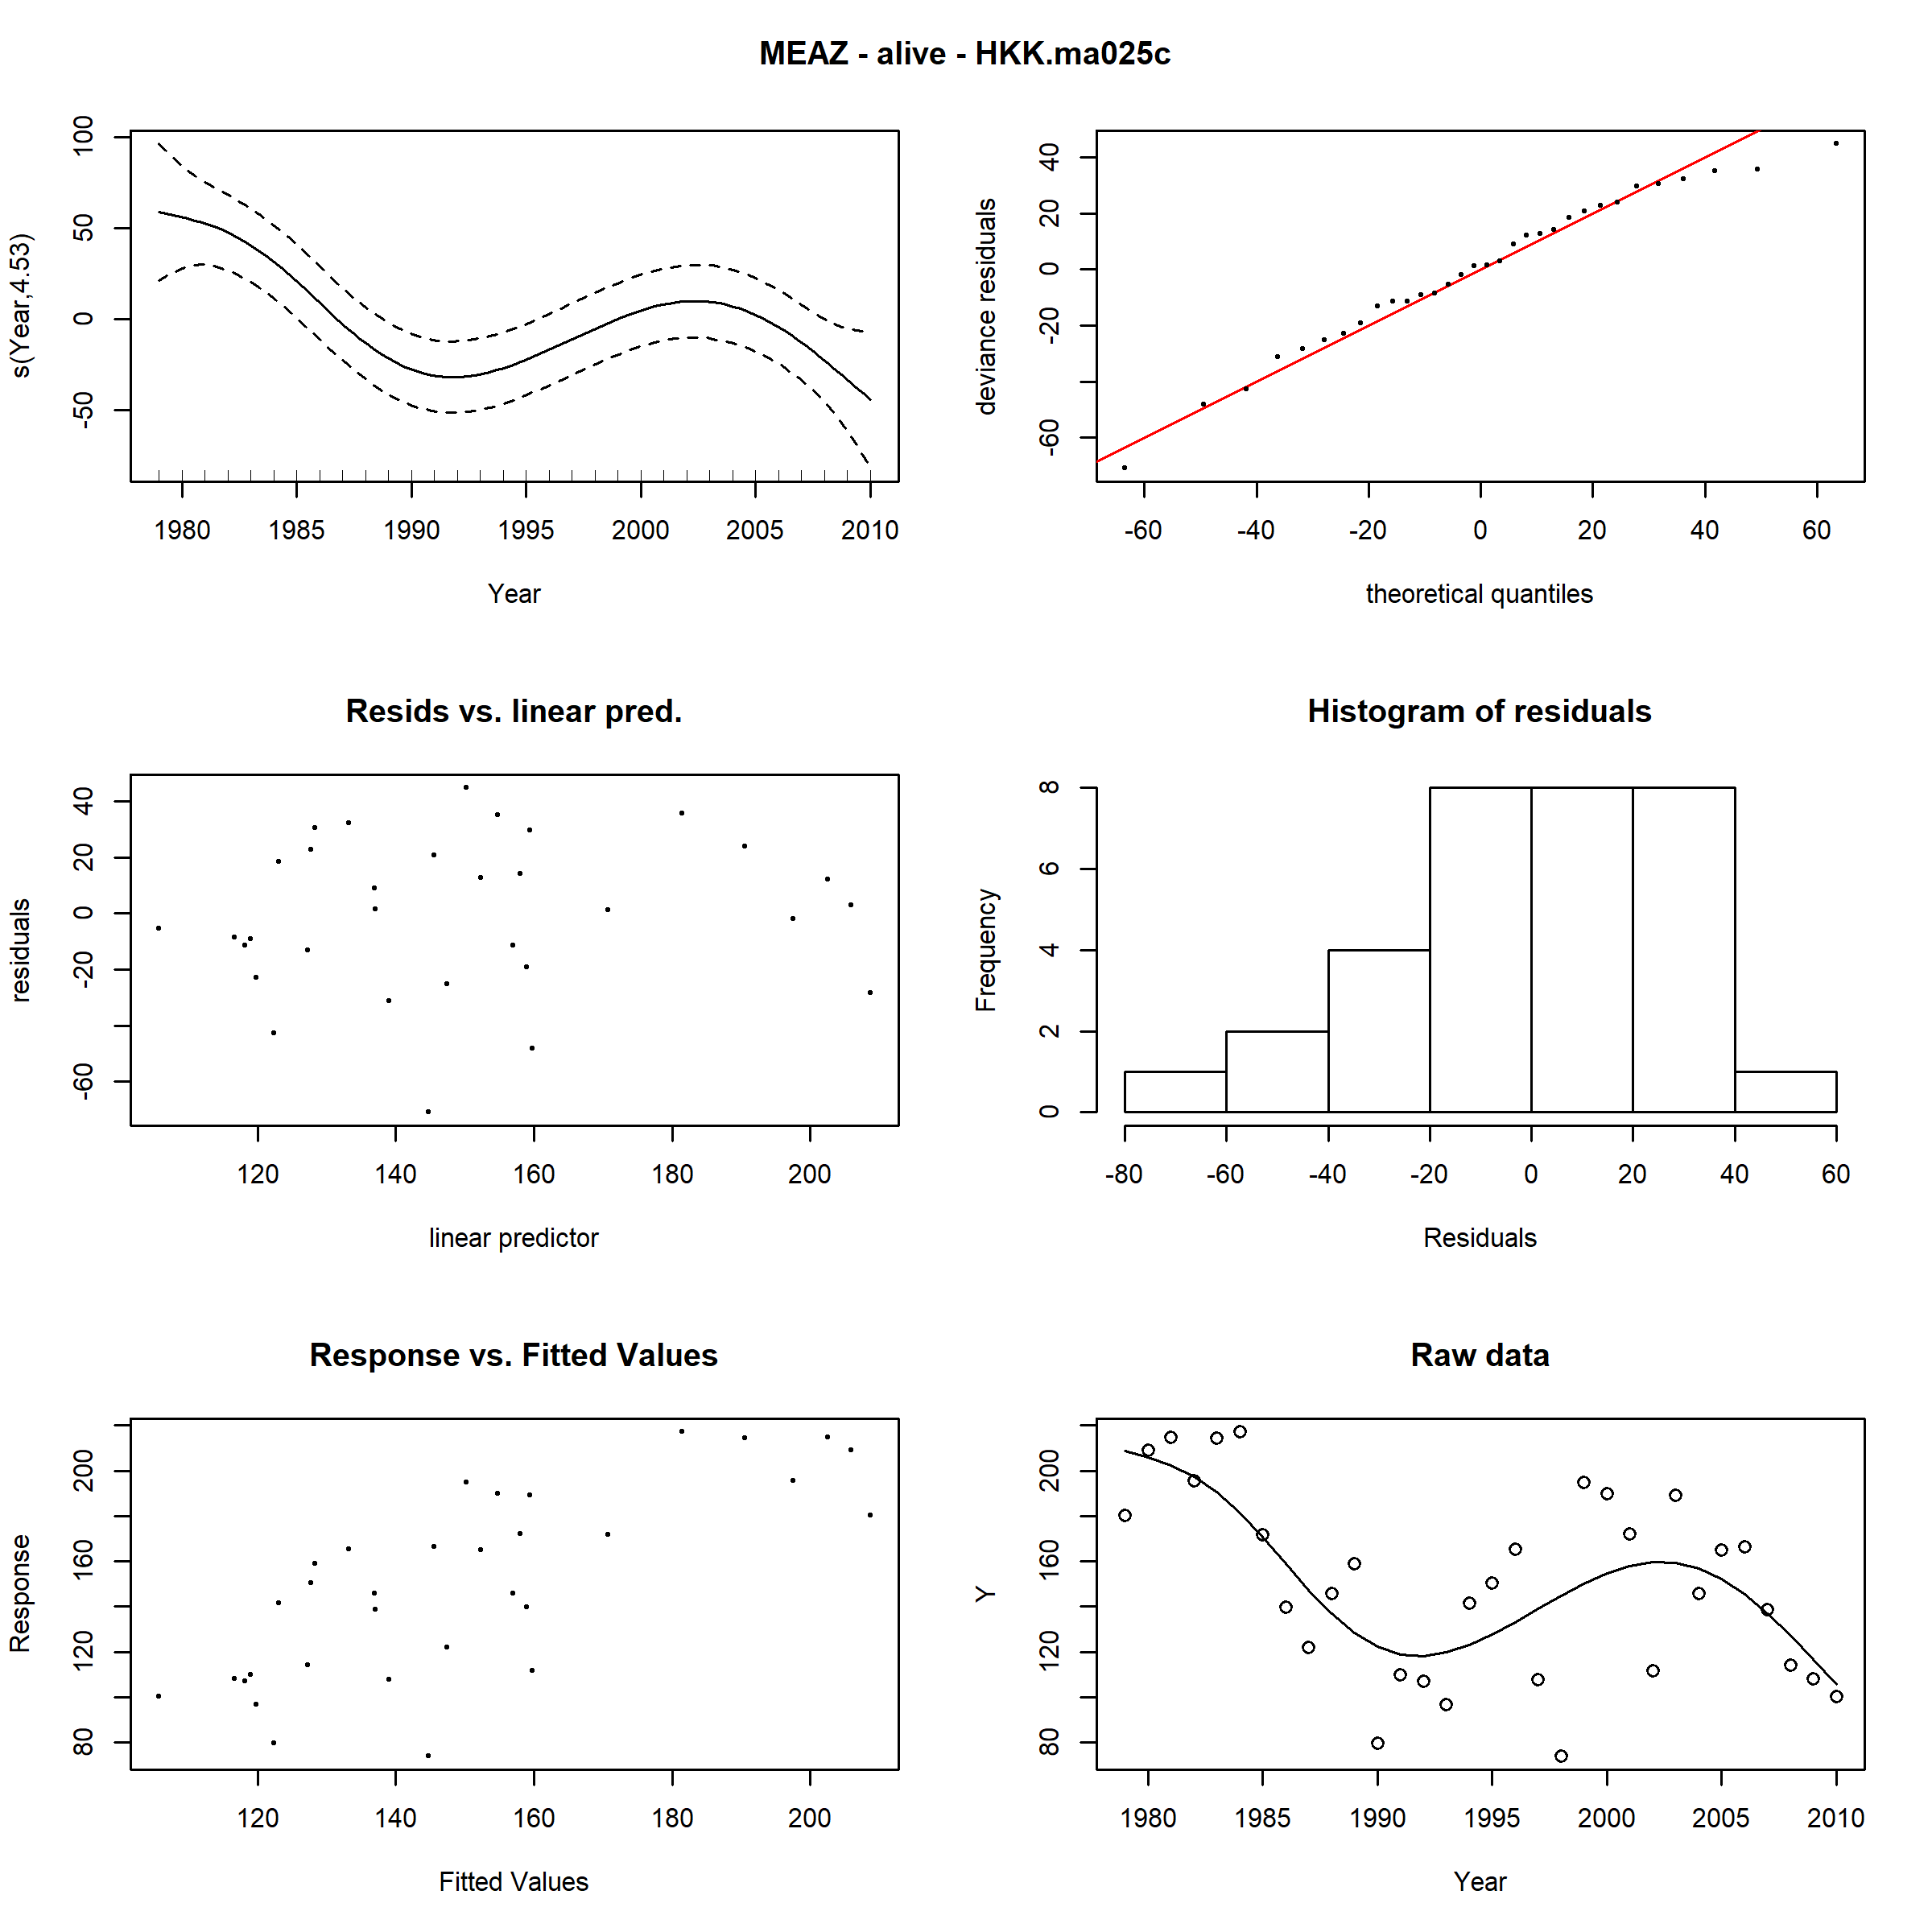 MEAZ - alive - HKK.ma025c
s(Year,4.53)
100
50
0
-50
1980 1985 1990 1995 2000 2005 2010
Year
deviance residuals
40
20
0
-20
-60
-60 -40 -20 0 20 40 60
theoretical quantiles
Resids vs. linear pred.
residuals
40
20
0
-20
-60
120 140 160 180 200
linear predictor
Histogram of residuals
Frequency
8
6
4
2
0
-80 -60 -40 -20 0 20 40 60
Residuals
Response vs. Fitted Values
Response
200
160
120
80
120 140 160 180 200
Fitted Values
Raw data
Y
200
160
120
80
1980 1985 1990 1995 2000 2005 2010
Year